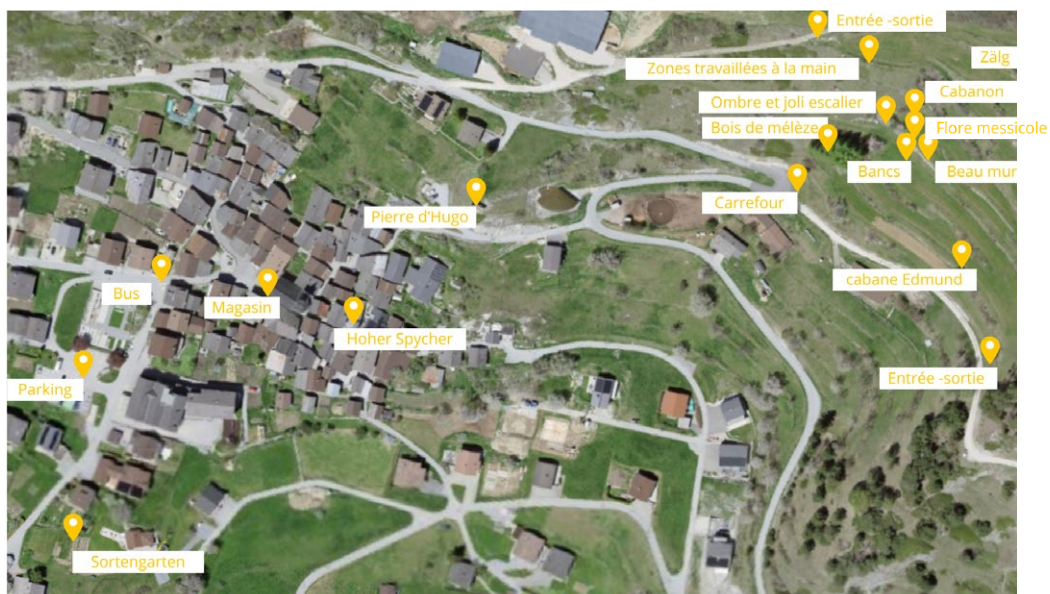 Entrée -sortie
Zälg
Zones travaillées à la main
Cabanon
Ombre et joli escalier
Bois de mélèze
Flore messicole
Bancs
Beau mur
Carrefour
Pierre d'Hugo
cabane Edmund
Bus
Magasin
Hoher Spycher
Entrée -sortie
Parking
Sortengarten